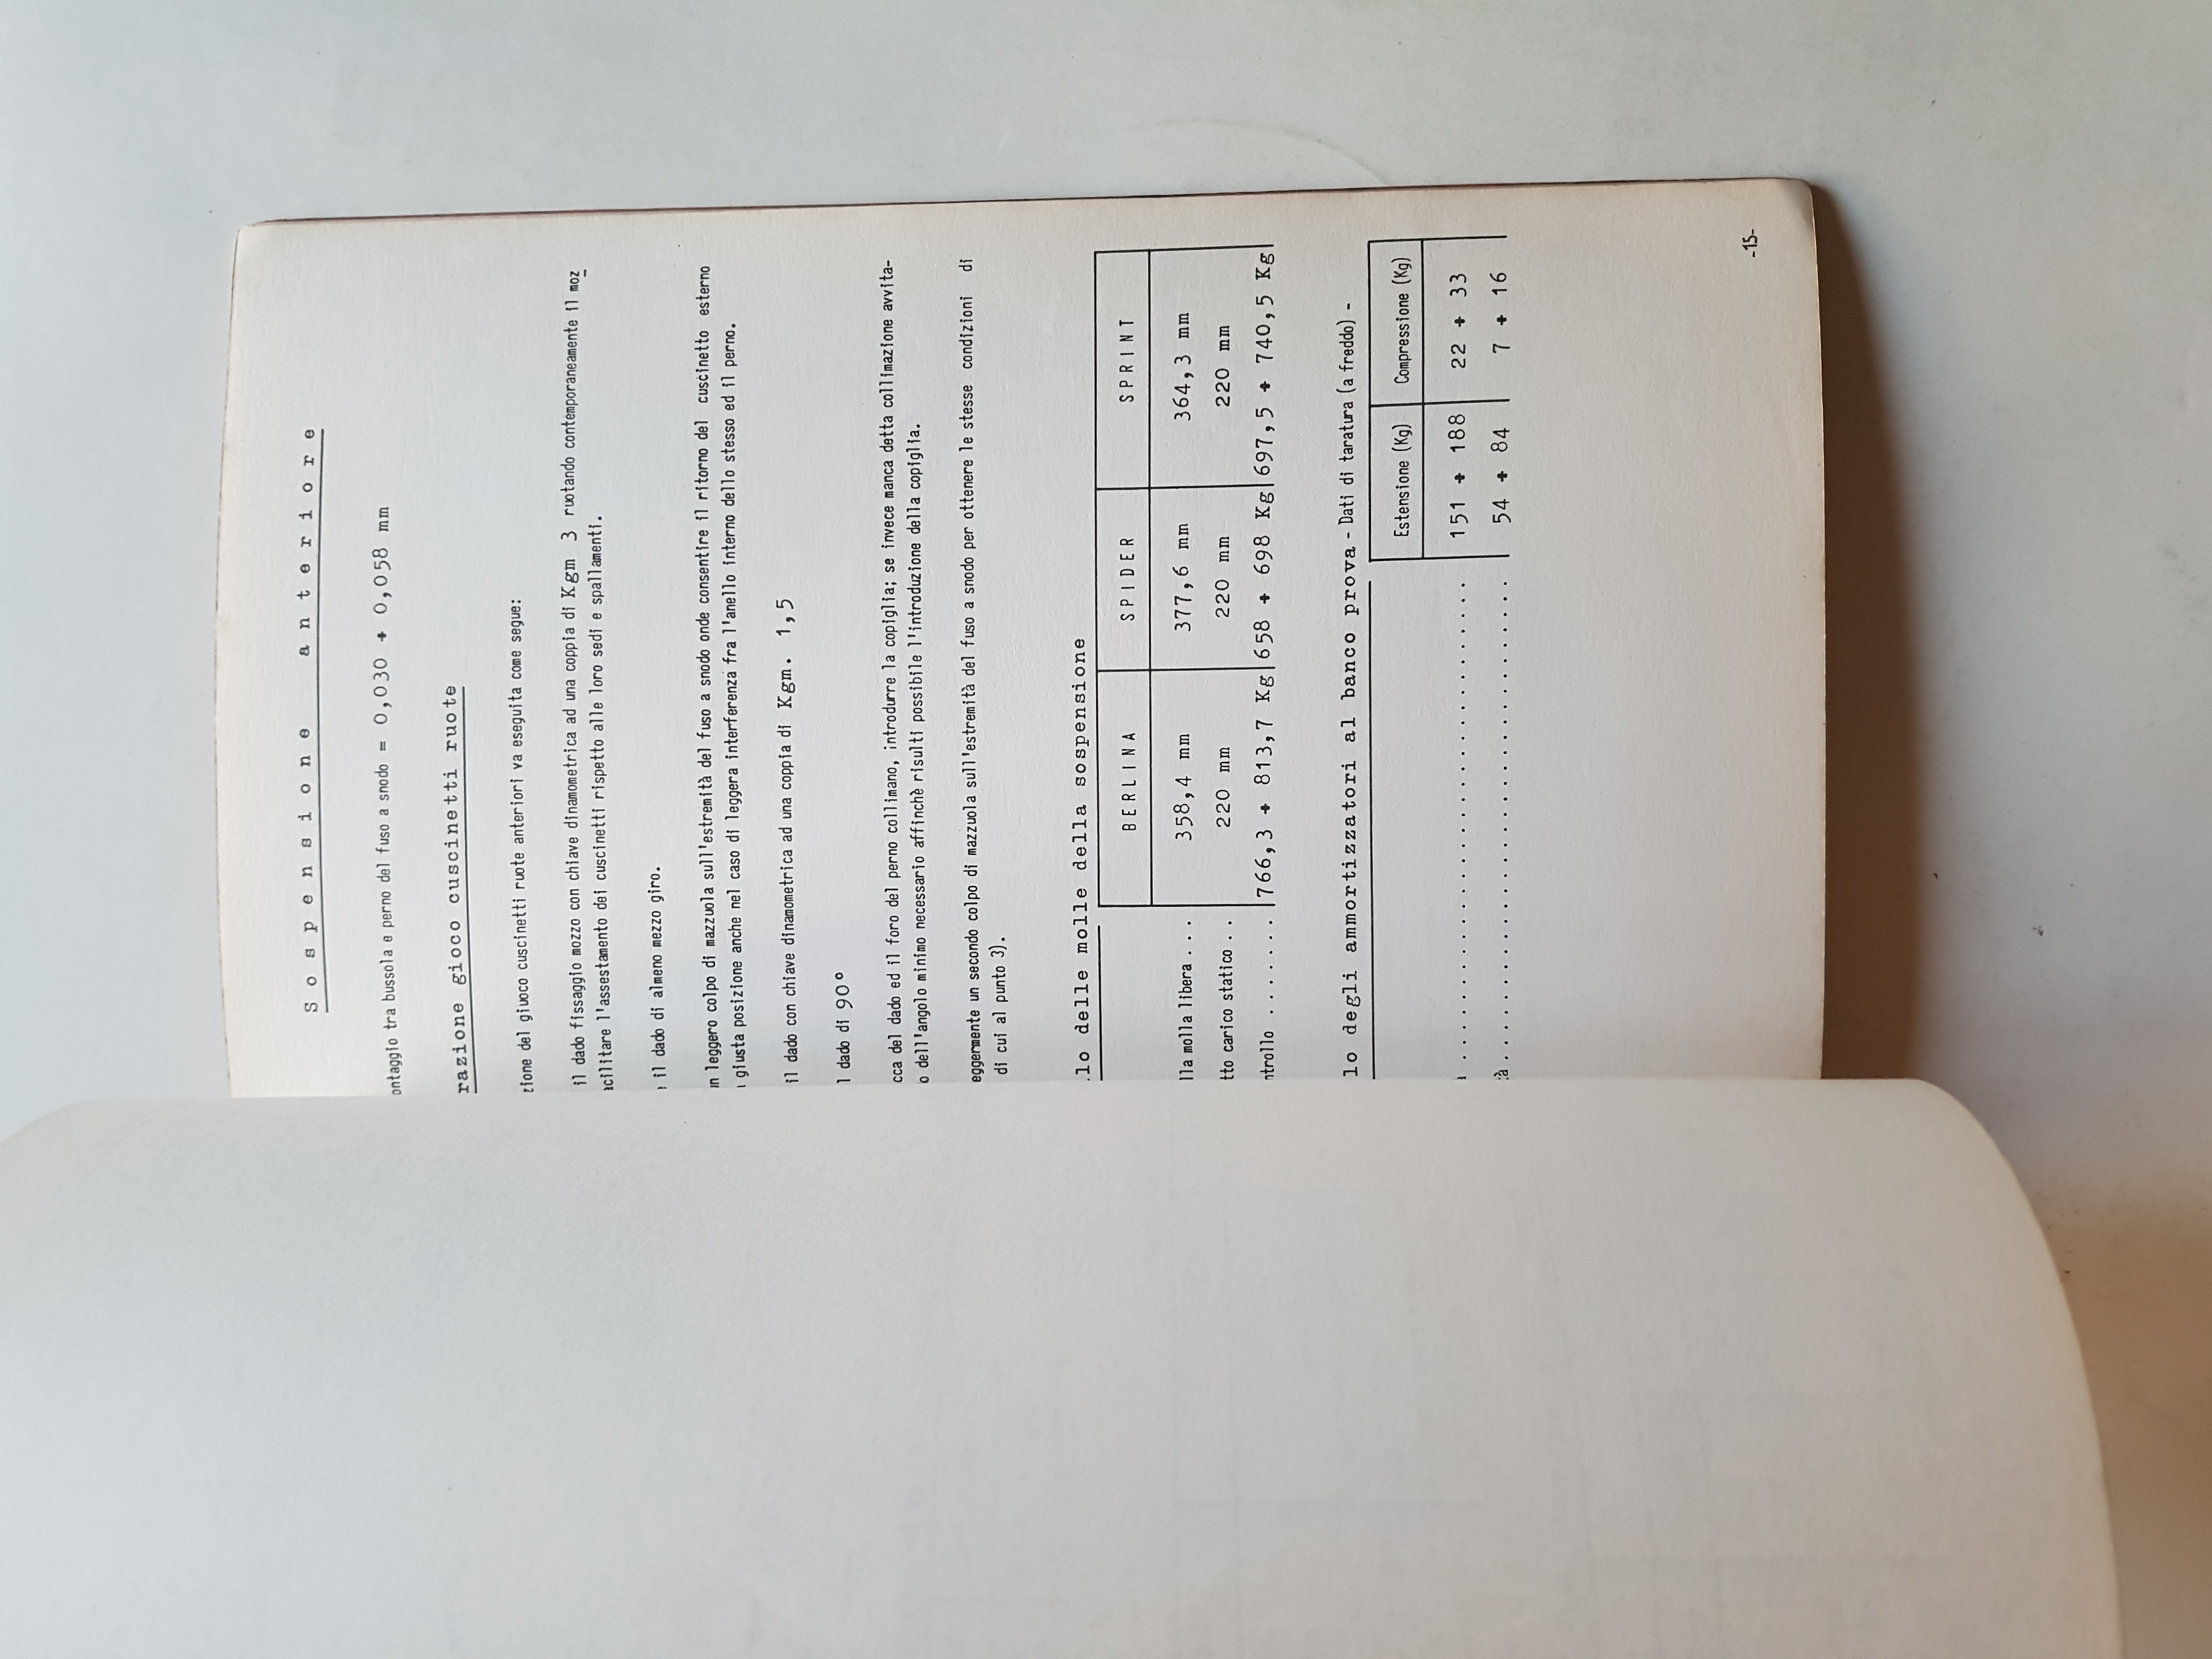 Sospensione anteriore
ontaggio tra bussola e perno del fuso a snodo = 0,030 ÷ 0,058 mm
razione gioco cuscinetti ruote
zione del giuoco cuscinetti ruote anteriori va eseguita come segue:
il dado fissaggio mozzo con chiave dinamometrica ad una coppia di Kgm 3 ruotando contemporaneamente il moz
acilitare l'assestamento dei cuscinetti rispetto alle loro sedi e spallamenti.
il dado di almeno mezzo giro.
un leggero colpo di mazzuola sull'estremità del fuso a snodo onde consentire il ritorno del cuscinetto esterno
giusta posizione anche nel caso di leggera interferenza fra l'anello interno dello stesso ed il perno.
il dado con chiave dinamometrica ad una coppia di Kgm. 1,5
l dado di 90°
cca del dado ed il foro del perno collimano, introdurre la copiglia; se invece manca detta collimazione avvita-
o dell'angolo minimo necessario affinchè risulti possibile l'introduzione della copiglia.
eggermente un secondo colpo di mazzuola sull'estremità del fuso a snodo per ottenere le stesse condizioni di
di cui al punto 3).
lo delle molle della sospensione
BERLINA SPIDER SPRINT
lla molla libera . . . 358,4 mm 377,6 mm 364,3 mm
tto carico statico . . 220 mm 220 mm 220 mm
ntrollo . . . . . . . 766,3 ÷ 813,7 Kg 658 ÷ 698 Kg 697,5 ÷ 740,5 Kg
lo degli ammortizzatori al banco prova - Dati di taratura (a freddo) -
Estensione (Kg) Compressione (Kg)
151 ÷ 188 22 ÷ 33
à 54 ÷ 84 7 ÷ 16
-15-